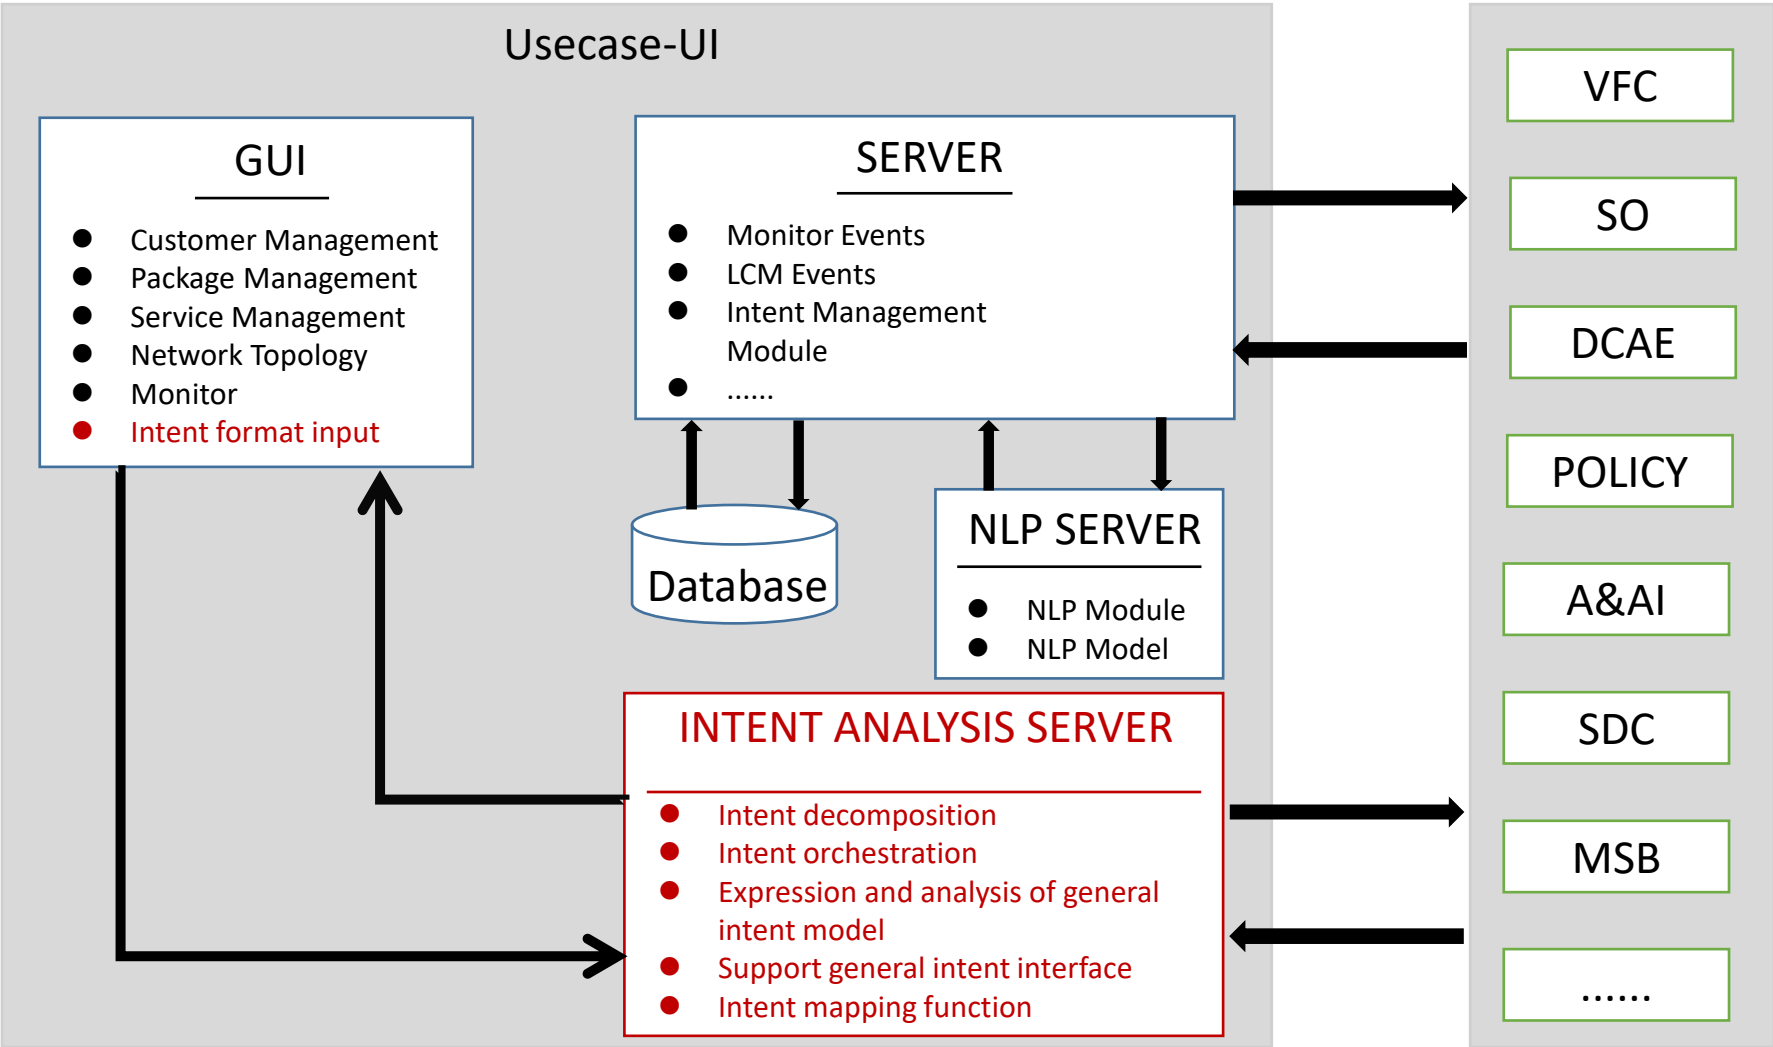 Usecase-UI
GUI
Customer Management
Package Management
Service Management
Network Topology
Monitor
Intent format input
SERVER
Monitor Events
LCM Events
Intent Management
Module
......
Database
NLP SERVER
NLP Module
NLP Model
INTENT ANALYSIS SERVER
Intent decomposition
Intent orchestration
Expression and analysis of general
intent model
Support general intent interface
Intent mapping function
VFC
SO
DCAE
POLICY
A&AI
SDC
MSB
......